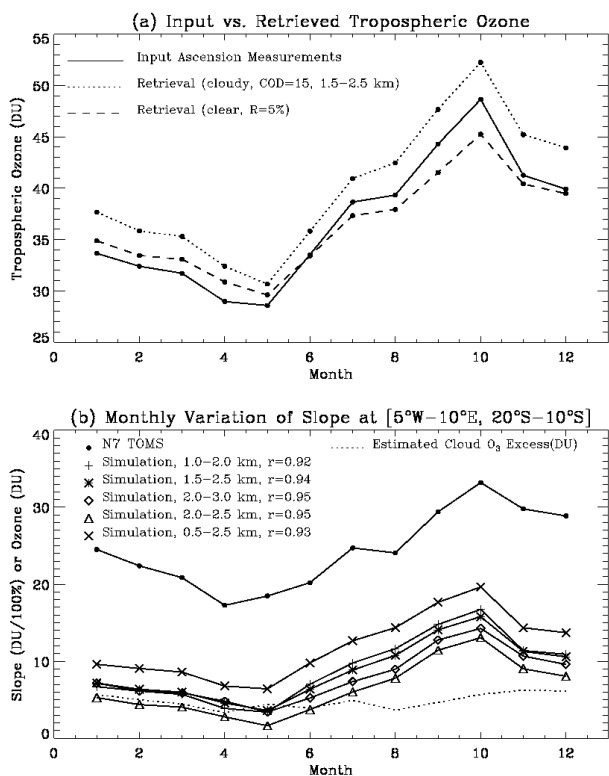 (a) Input vs. Retrieved Tropospheric Ozone
Input Ascension Measurements
Retrieval (cloudy, COD=15, 1.5−2.5 km)
Retrieval (clear, R=5%)
Tropospheric Ozone (DU)
55
50
45
40
35
30
25
0 2 4 6 8 10 12
Month
(b) Monthly Variation of Slope at [5°W−10°E, 20°S−10°S]
N7 TOMS
Estimated Cloud O₃ Excess(DU)
Simulation, 1.0−2.0 km, r=0.92
Simulation, 1.5−2.5 km, r=0.94
Simulation, 2.0−3.0 km, r=0.95
Simulation, 2.0−2.5 km, r=0.95
Simulation, 0.5−2.5 km, r=0.93
Slope (DU/100%) or Ozone (DU)
40
30
20
10
0
0 2 4 6 8 10 12
Month